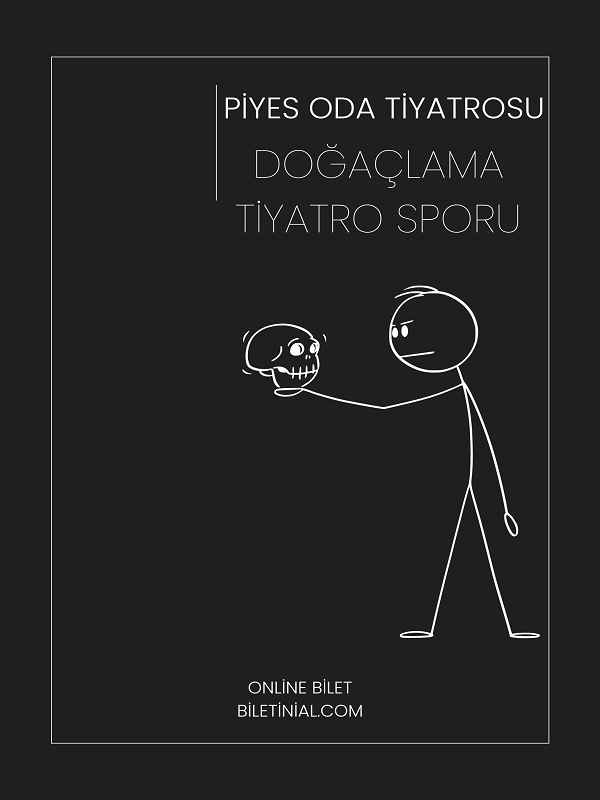 PİYES ODA TİYATROSU
DOĞAÇLAMA
TİYATRO SPORU
ONLİNE BİLET
BİLETİNİAL.COM